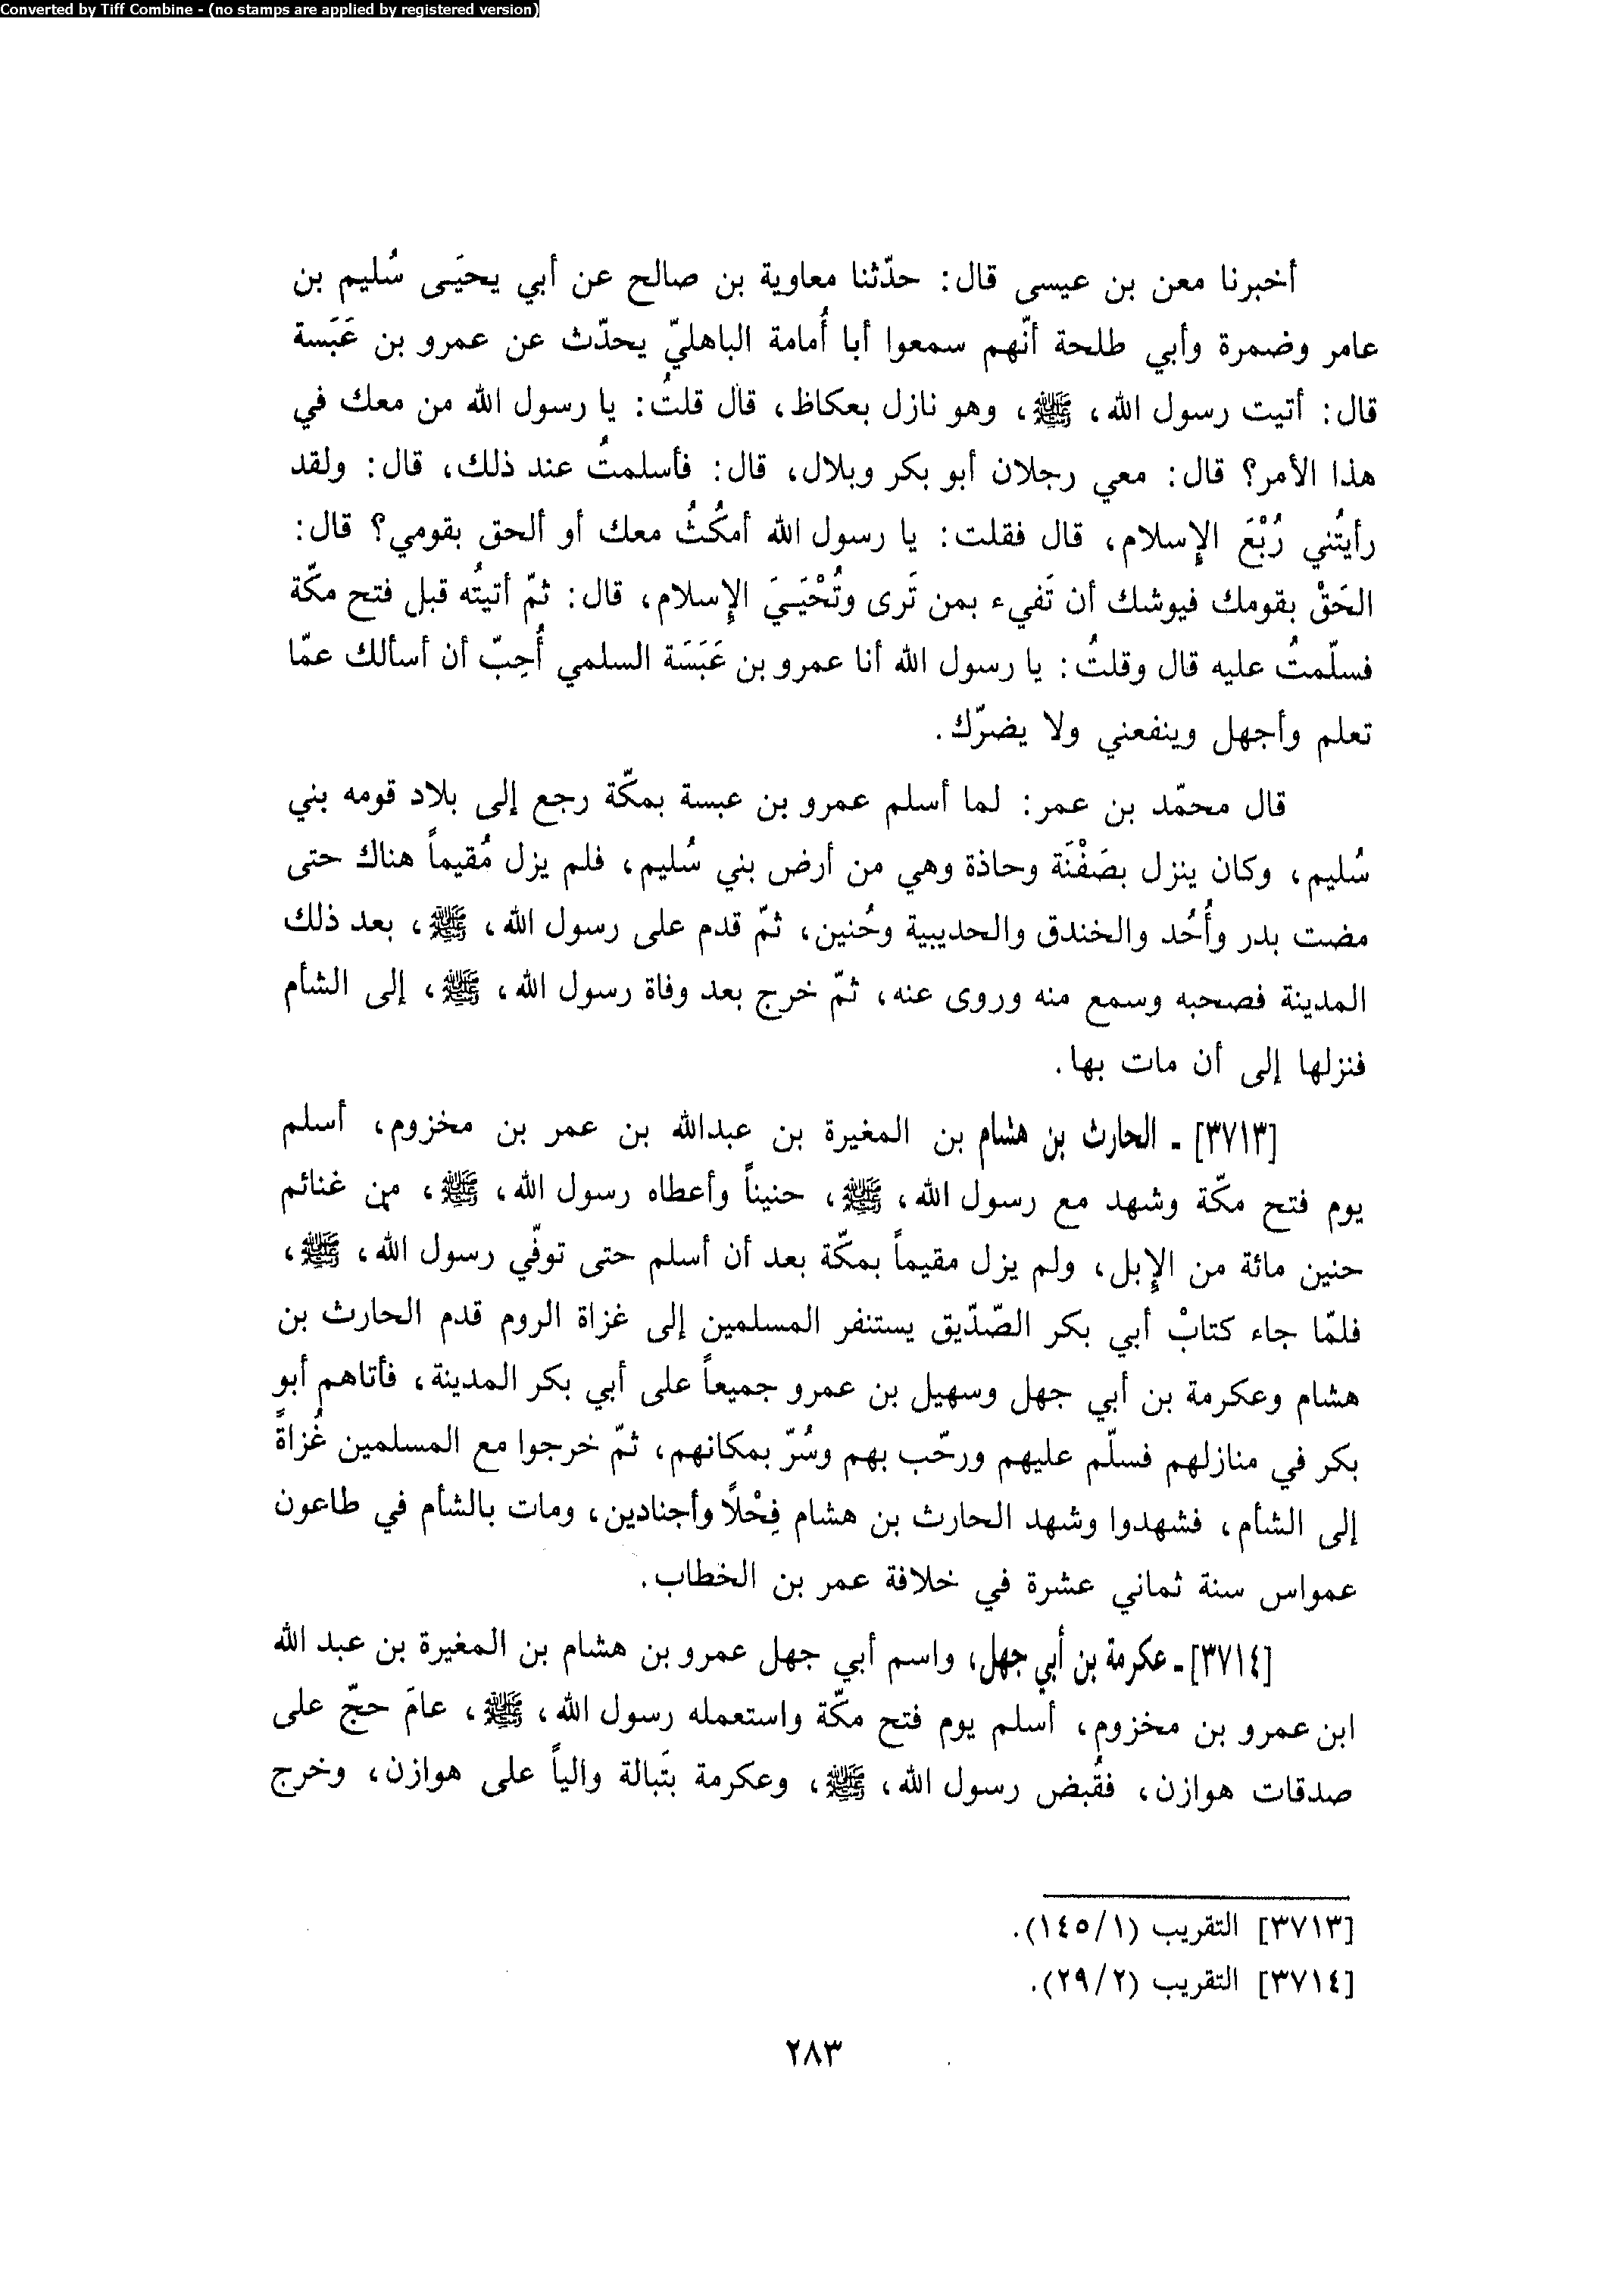 Converted by Tiff Combine - (no stamps are applied by registered version)
أخبرنا معن بن عيسى قال: حدّثنا معاوية بن صالح عن أبي يحيَى سُليم بن
عامر وضمرة وأبي طلحة أنّهم سمعوا أبا أُمامة الباهليّ يحدّث عن عمرو بن عَبَسة
قال: أتيت رسول الله، ﷺ، وهو نازل بعكاظ، قال قلتُ: يا رسول الله من معك في
هذا الأمر؟ قال: معي رجلان أبو بكر وبلال، قال: فأسلمتُ عند ذلك، قال: ولقد
رأيتُني رُبْعَ الإسلام، قال فقلت: يا رسول الله أمكُثُ معك أو ألحق بقومي؟ قال:
الحَقْ بقومك فيوشك أن تَفيء بمن تَرى وتُحْيَيَ الإسلام، قال: ثمّ أتيتُه قبل فتح مكّة
فسلّمتُ عليه قال وقلتُ: يا رسول الله أنا عمرو بن عَبَسَة السلمي أُحِبّ أن أسألك عمّا
تعلم وأجهل وينفعني ولا يضرّك.
قال محمّد بن عمر: لما أسلم عمرو بن عبسة بمكّة رجع إلى بلاد قومه بني
سُليم، وكان ينزل بصَفْنَة وحاذة وهي من أرض بني سُليم، فلم يزل مُقيماً هناك حتى
مضت بدر وأُحُد والخندق والحديبية وحُنين، ثمّ قدم على رسول الله، ﷺ، بعد ذلك
المدينة فصحبه وسمع منه وروى عنه، ثمّ خرج بعد وفاة رسول الله، ﷺ، إلى الشأم
فنزلها إلى أن مات بها.
[٣٧١٣] ـ الحارث بن هشام بن المغيرة بن عبدالله بن عمر بن مخزوم، أسلم
يوم فتح مكّة وشهد مع رسول الله، ﷺ، حنيناً وأعطاه رسول الله، ﷺ، من غنائم
حنين مائة من الإبل، ولم يزل مقيماً بمكّة بعد أن أسلم حتى توفّي رسول الله، ﷺ،
فلمّا جاء كتابْ أبي بكر الصّدّيق يستنفر المسلمين إلى غزاة الروم قدم الحارث بن
هشام وعكرمة بن أبي جهل وسهيل بن عمرو جميعاً على أبي بكر المدينة، فأتاهم أبو
بكر في منازلهم فسلّم عليهم ورحّب بهم وسُرّ بمكانهم، ثمّ خرجوا مع المسلمين غُزاةً
إلى الشأم، فشهدوا وشهد الحارث بن هشام فِحْلًا وأجنادين، ومات بالشأم في طاعون
عمواس سنة ثماني عشرة في خلافة عمر بن الخطاب.
[٣٧١٤] ـ عكرمة بن أبي جهل، واسم أبي جهل عمرو بن هشام بن المغيرة بن عبد الله
ابن عمرو بن مخزوم، أسلم يوم فتح مكّة واستعمله رسول الله، ﷺ، عامَ حجّ على
صدقات هوازن، فقُبض رسول الله، ﷺ، وعكرمة بتَبالة والياً على هوازن، وخرج
[٣٧١٣] التقريب (١/١٤٥).
[٣٧١٤] التقريب (٢/٢٩).
٢٨٣